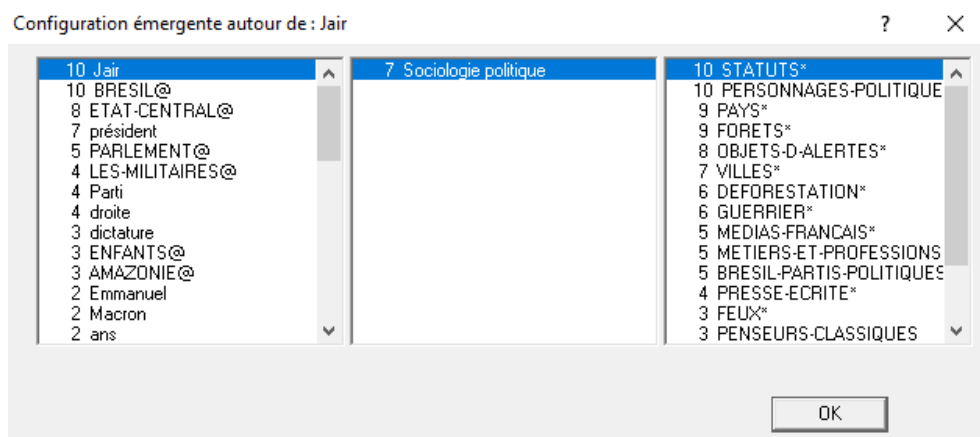 Configuration émergente autour de : Jair
? ×
10 Jair
10 BRESIL@
8 ETAT-CENTRAL@
7 président
5 PARLEMENT@
4 LES-MILITAIRES@
4 Parti
4 droite
3 dictature
3 ENFANTS@
3 AMAZONIE@
2 Emmanuel
2 Macron
2 ans
7 Sociologie politique
10 STATUTS*
10 PERSONNAGES-POLITIQUE
9 PAYS*
9 FORETS*
8 OBJETS-D-ALERTES*
7 VILLES*
6 DEFORESTATION*
6 GUERRIER*
5 MEDIAS-FRANCAIS*
5 METIERS-ET-PROFESSIONS
5 BRESIL-PARTIS-POLITIQUES
4 PRESSE-ECRITE*
3 FEUX*
3 PENSEURS-CLASSIQUES
OK